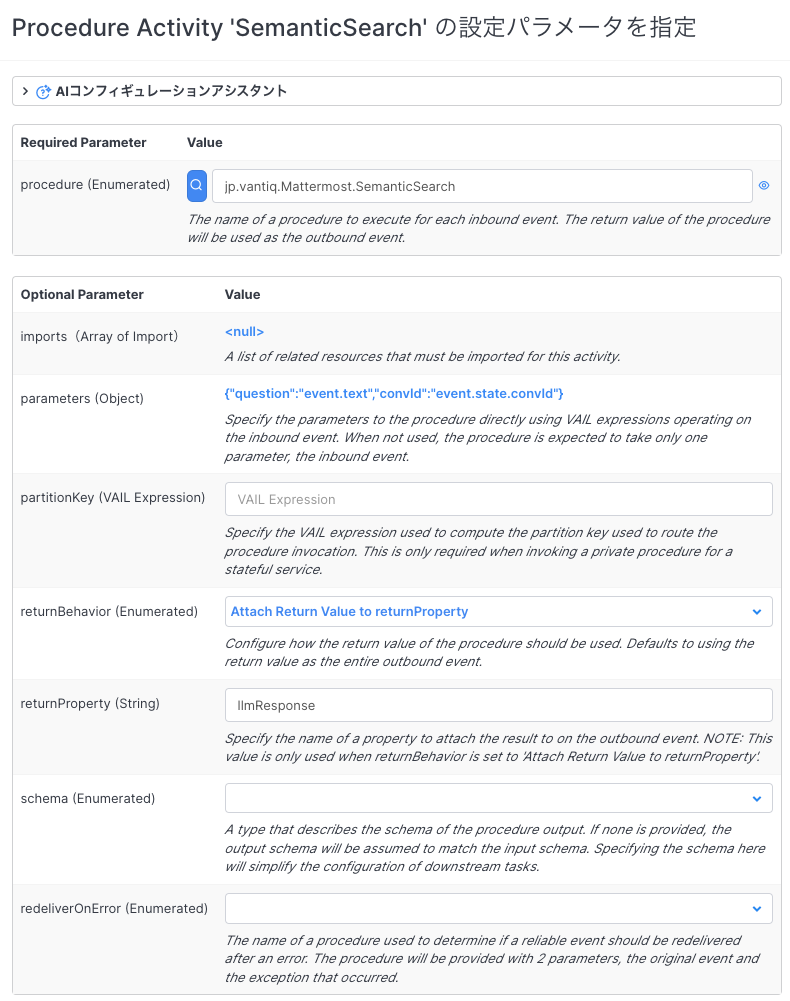 Procedure Activity 'SemanticSearch' の設定パラメータを指定
AIコンフィギュレーションアシスタント
Required Parameter Value
procedure (Enumerated) jp.vantiq.Mattermost.SemanticSearch
The name of a procedure to execute for each inbound event. The return value of the procedure
will be used as the outbound event.
Optional Parameter Value
imports（Array of Import） <null>
A list of related resources that must be imported for this activity.
parameters (Object) {"question":"event.text","convId":"event.state.convId"}
Specify the parameters to the procedure directly using VAIL expressions operating on
the inbound event. When not used, the procedure is expected to take only one
parameter, the inbound event.
partitionKey (VAIL Expression) VAIL Expression
Specify the VAIL expression used to compute the partition key used to route the
procedure invocation. This is only required when invoking a private procedure for a
stateful service.
returnBehavior (Enumerated) Attach Return Value to returnProperty
Configure how the return value of the procedure should be used. Defaults to using the
return value as the entire outbound event.
returnProperty (String) llmResponse
Specify the name of a property to attach the result to on the outbound event. NOTE: This
value is only used when returnBehavior is set to 'Attach Return Value to returnProperty'.
schema (Enumerated)
A type that describes the schema of the procedure output. If none is provided, the
output schema will be assumed to match the input schema. Specifying the schema here
will simplify the configuration of downstream tasks.
redeliverOnError (Enumerated)
The name of a procedure used to determine if a reliable event should be redelivered
after an error. The procedure will be provided with 2 parameters, the original event and
the exception that occurred.